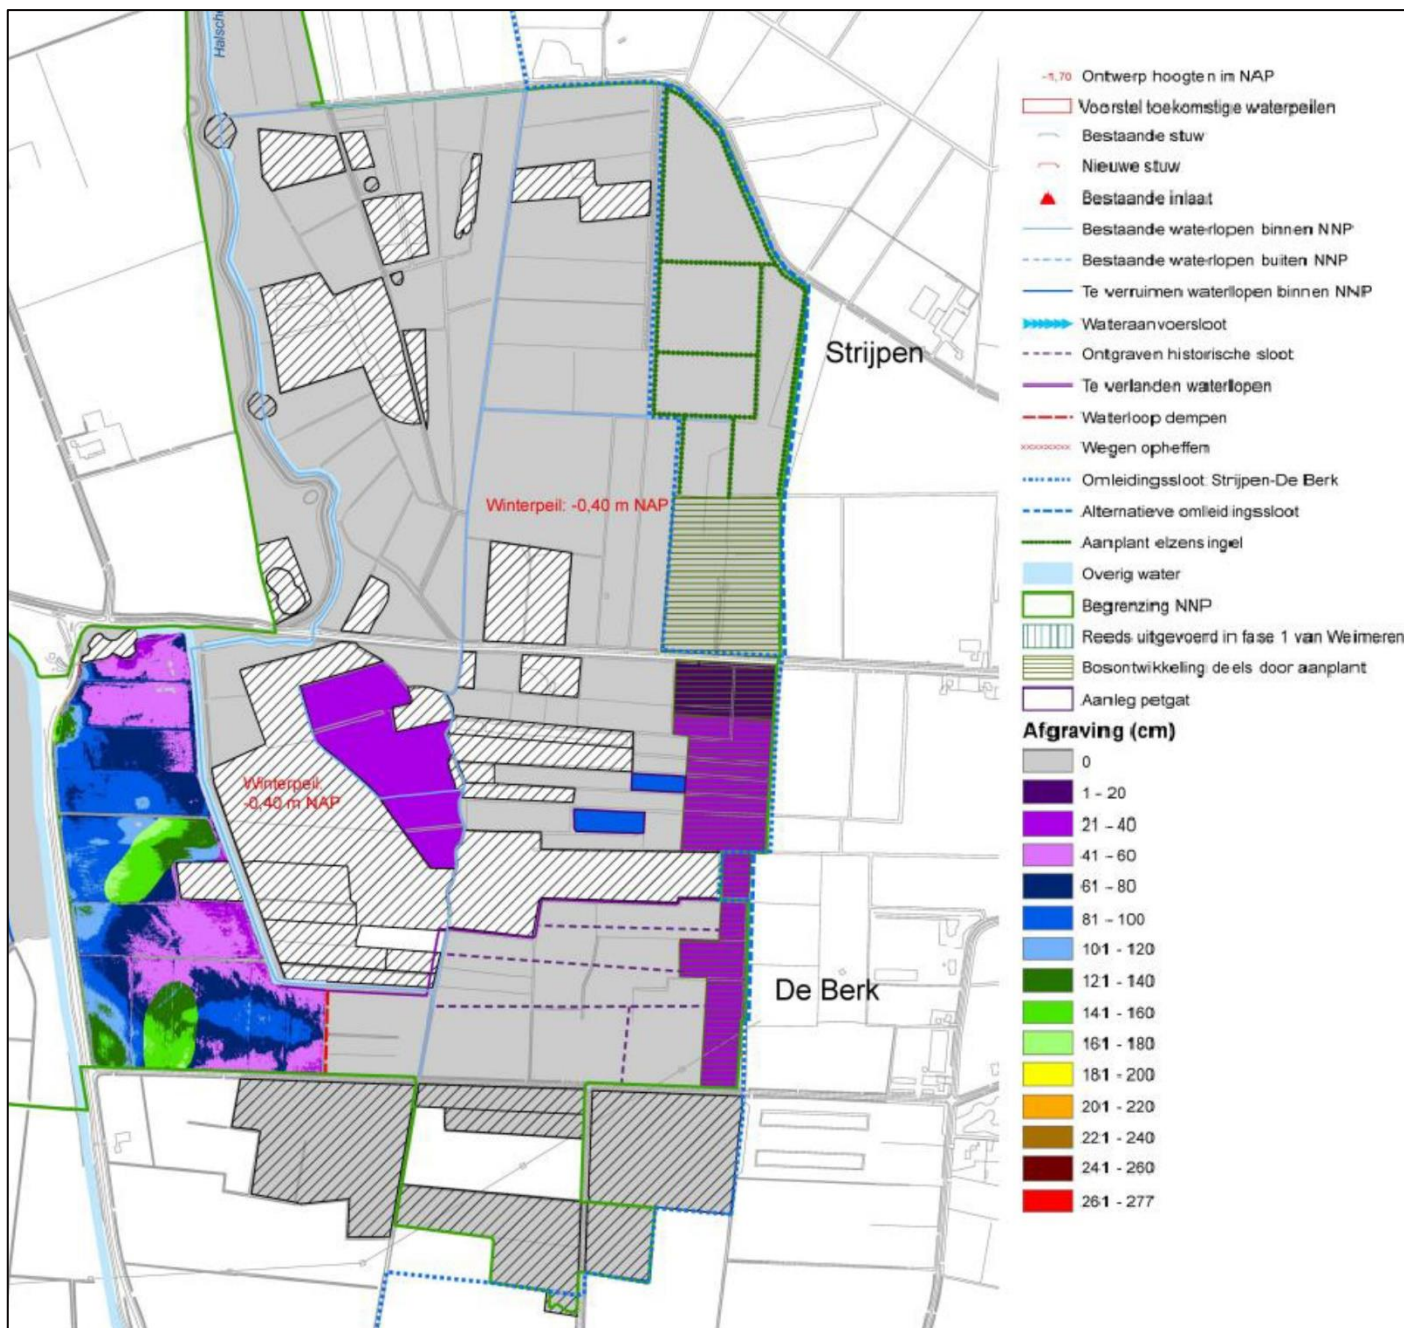 Halsche
Strijpen
Winterpeil: -0,40 m NAP
Winterpeil:
-0,40 m NAP
De Berk
-1,70 Ontwerp hoogten in NAP
Voorstel toekomstige waterpeilen
Bestaande stuw
Nieuwe stuw
Bestaande inlaat
Bestaande waterlopen binnen NNP
Bestaande waterlopen buiten NNP
Te verruimen waterlopen binnen NNP
Wateraanvoersloot
Ontgraven historische sloot
Te verlanden waterlopen
Waterloop dempen
Wegen opheffen
Omleidingssloot Strijpen-De Berk
Alternatieve omleidingssloot
Aanplant elzensingel
Overig water
Begrenzing NNP
Reeds uitgevoerd in fase 1 van Weimeren
Bosontwikkeling deels door aanplant
Aanleg petgat
Afgraving (cm)
0
1 - 20
21 - 40
41 - 60
61 - 80
81 - 100
101 - 120
121 - 140
141 - 160
161 - 180
181 - 200
201 - 220
221 - 240
241 - 260
261 - 277